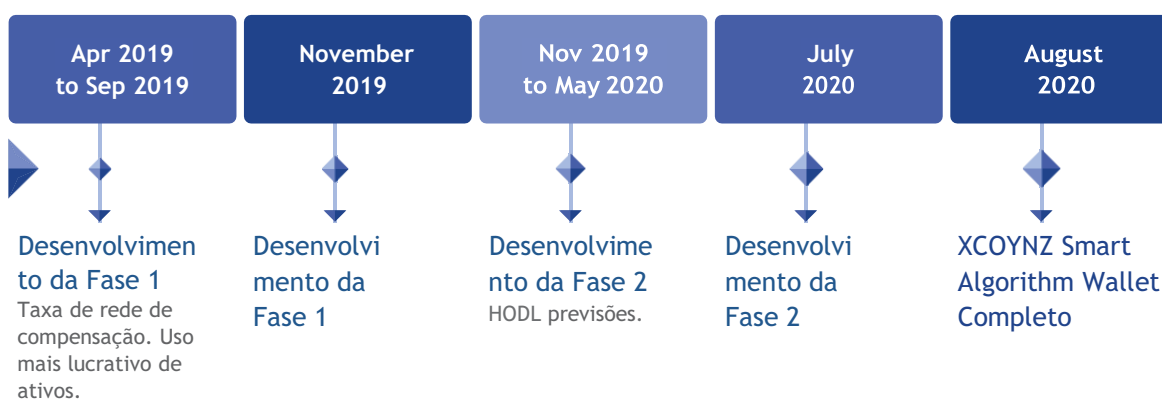 Apr 2019
to Sep 2019
November
2019
Nov 2019
to May 2020
July
2020
August
2020
Desenvolvimen
to da Fase 1
Taxa de rede de
compensação. Uso
mais lucrativo de
ativos.
Desenvolvi
mento da
Fase 1
Desenvolvime
nto da Fase 2
HODL previsões.
Desenvolvi
mento da
Fase 2
XCOYNZ Smart
Algorithm Wallet
Completo